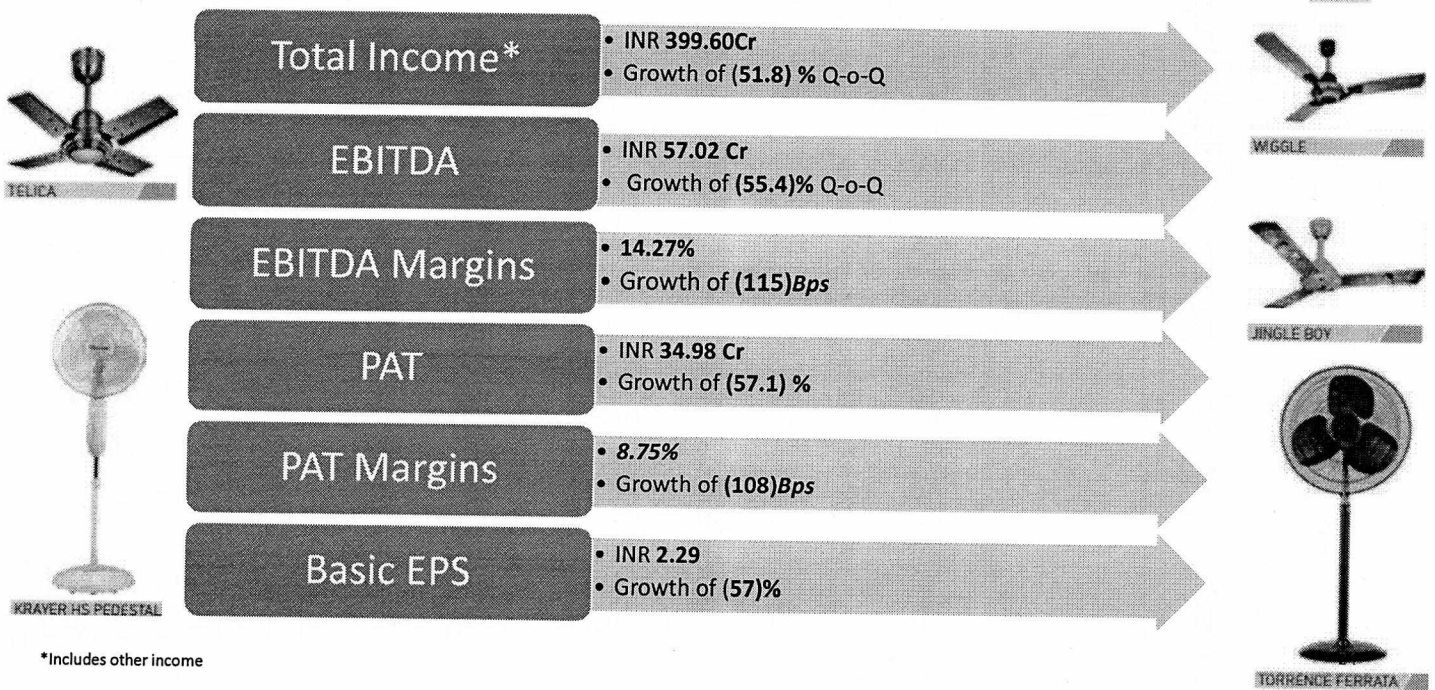 Total Income*
• INR 399.60Cr
• Growth of (51.8) % Q-o-Q
EBITDA
• INR 57.02 Cr
• Growth of (55.4)% Q-o-Q
EBITDA Margins
• 14.27%
• Growth of (115)Bps
PAT
• INR 34.98 Cr
• Growth of (57.1) %
PAT Margins
• 8.75%
• Growth of (108)Bps
Basic EPS
• INR 2.29
• Growth of (57)%
TELICA
KRAYER HS PEDESTAL
WIGGLE
JINGLE BOY
TORRENCE FERRATA
*Includes other income